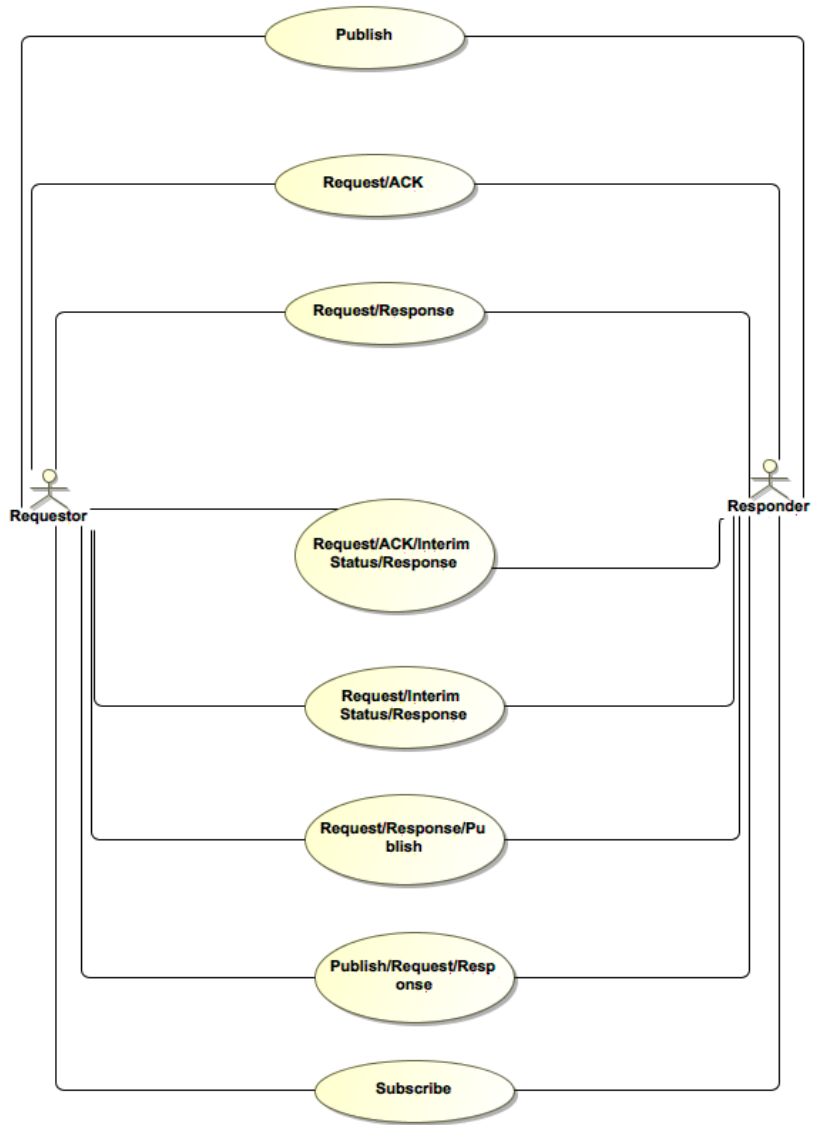 Publish
Request/ACK
Request/Response
Requestor
Responder
Request/ACK/Interim
Status/Response
Request/Interim
Status/Response
Request/Response/Pu
blish
Publish/Request/Resp
onse
Subscribe